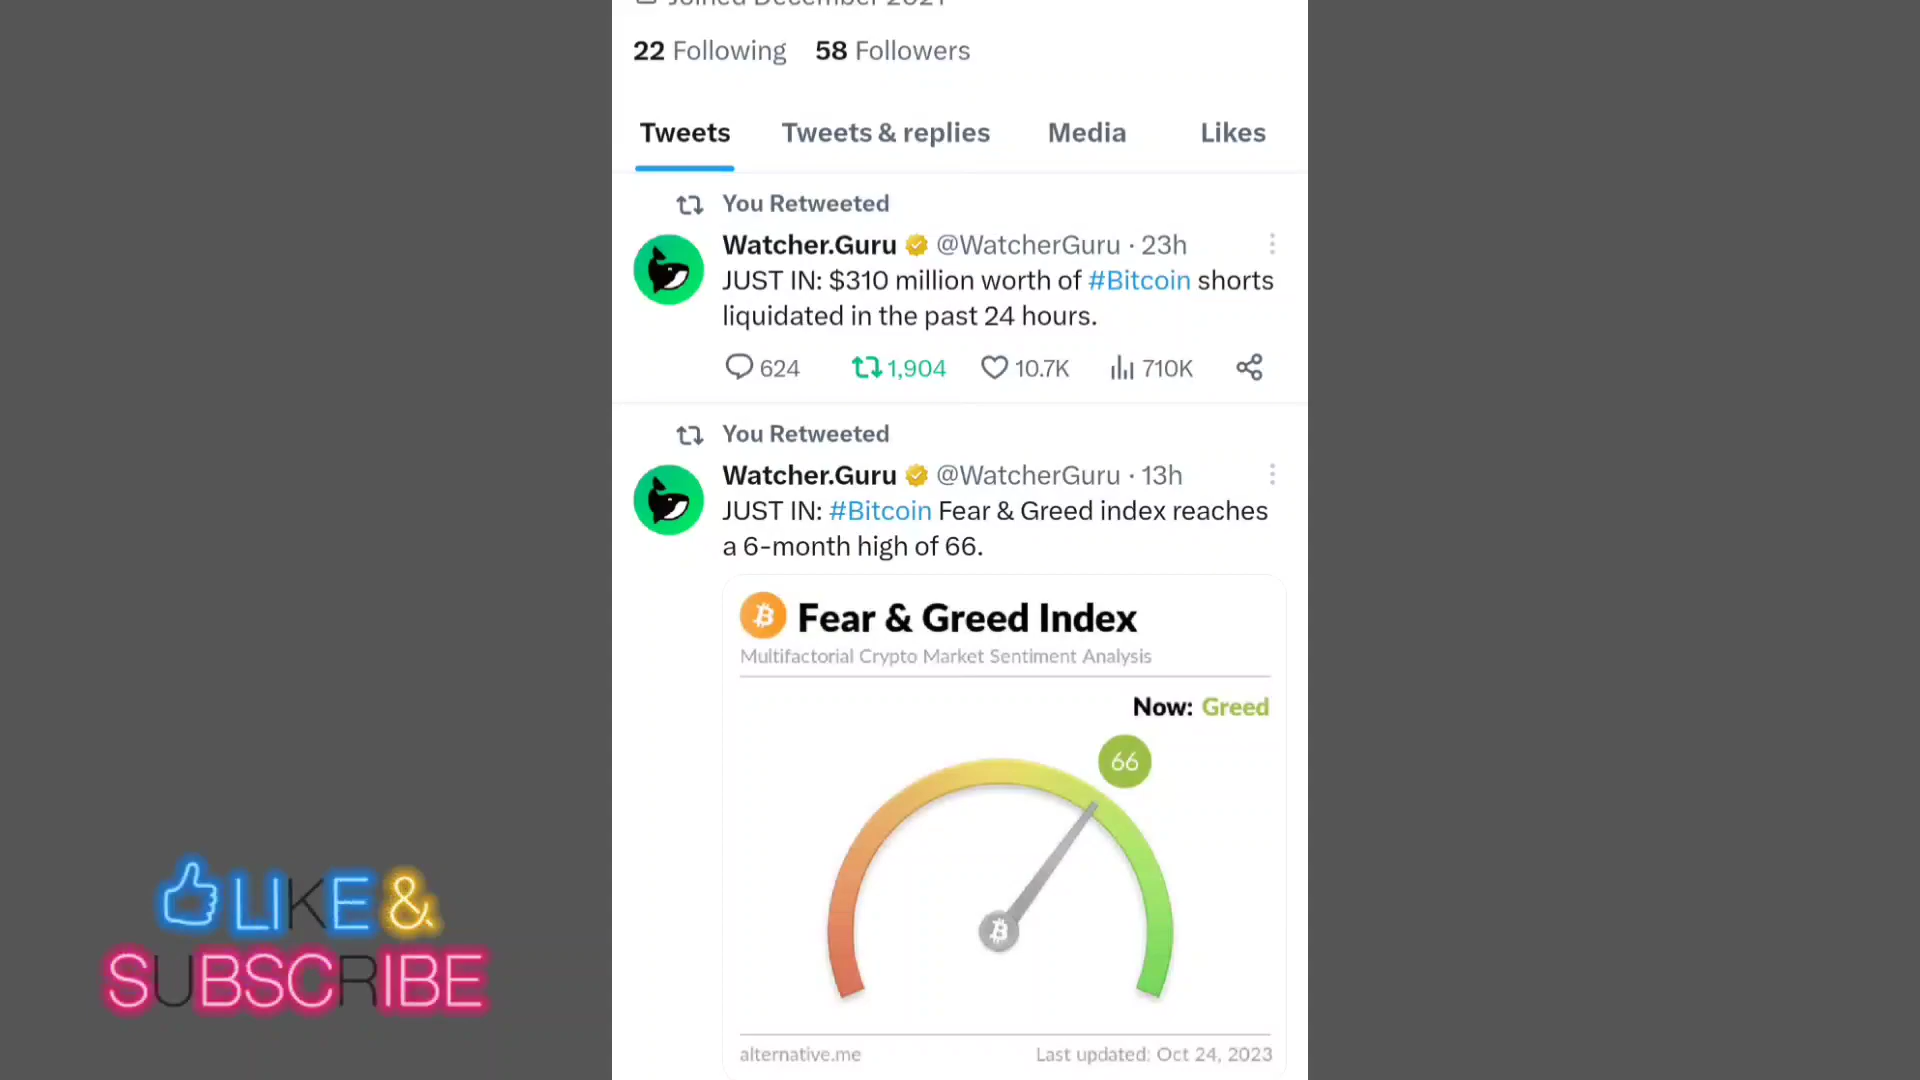 Joined December 2021
22 Following 58 Followers
Tweets Tweets & replies Media Likes
You Retweeted
Watcher.Guru @WatcherGuru · 23h
JUST IN: $310 million worth of #Bitcoin shorts
liquidated in the past 24 hours.
624 1,904 10.7K 710K
You Retweeted
Watcher.Guru @WatcherGuru · 13h
JUST IN: #Bitcoin Fear & Greed index reaches
a 6-month high of 66.
Fear & Greed Index
Multifactorial Crypto Market Sentiment Analysis
Now: Greed
66
alternative.me Last updated: Oct 24, 2023
LIKE &
SUBSCRIBE